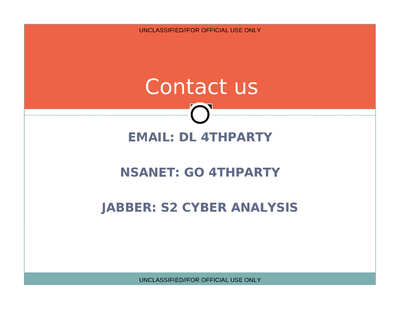 UNCLASSIFIED//FOR OFFICIAL USE ONLY
Contact us
EMAIL: DL 4THPARTY
NSANET: GO 4THPARTY
JABBER: S2 CYBER ANALYSIS
UNCLASSIFIED//FOR OFFICIAL USE ONLY